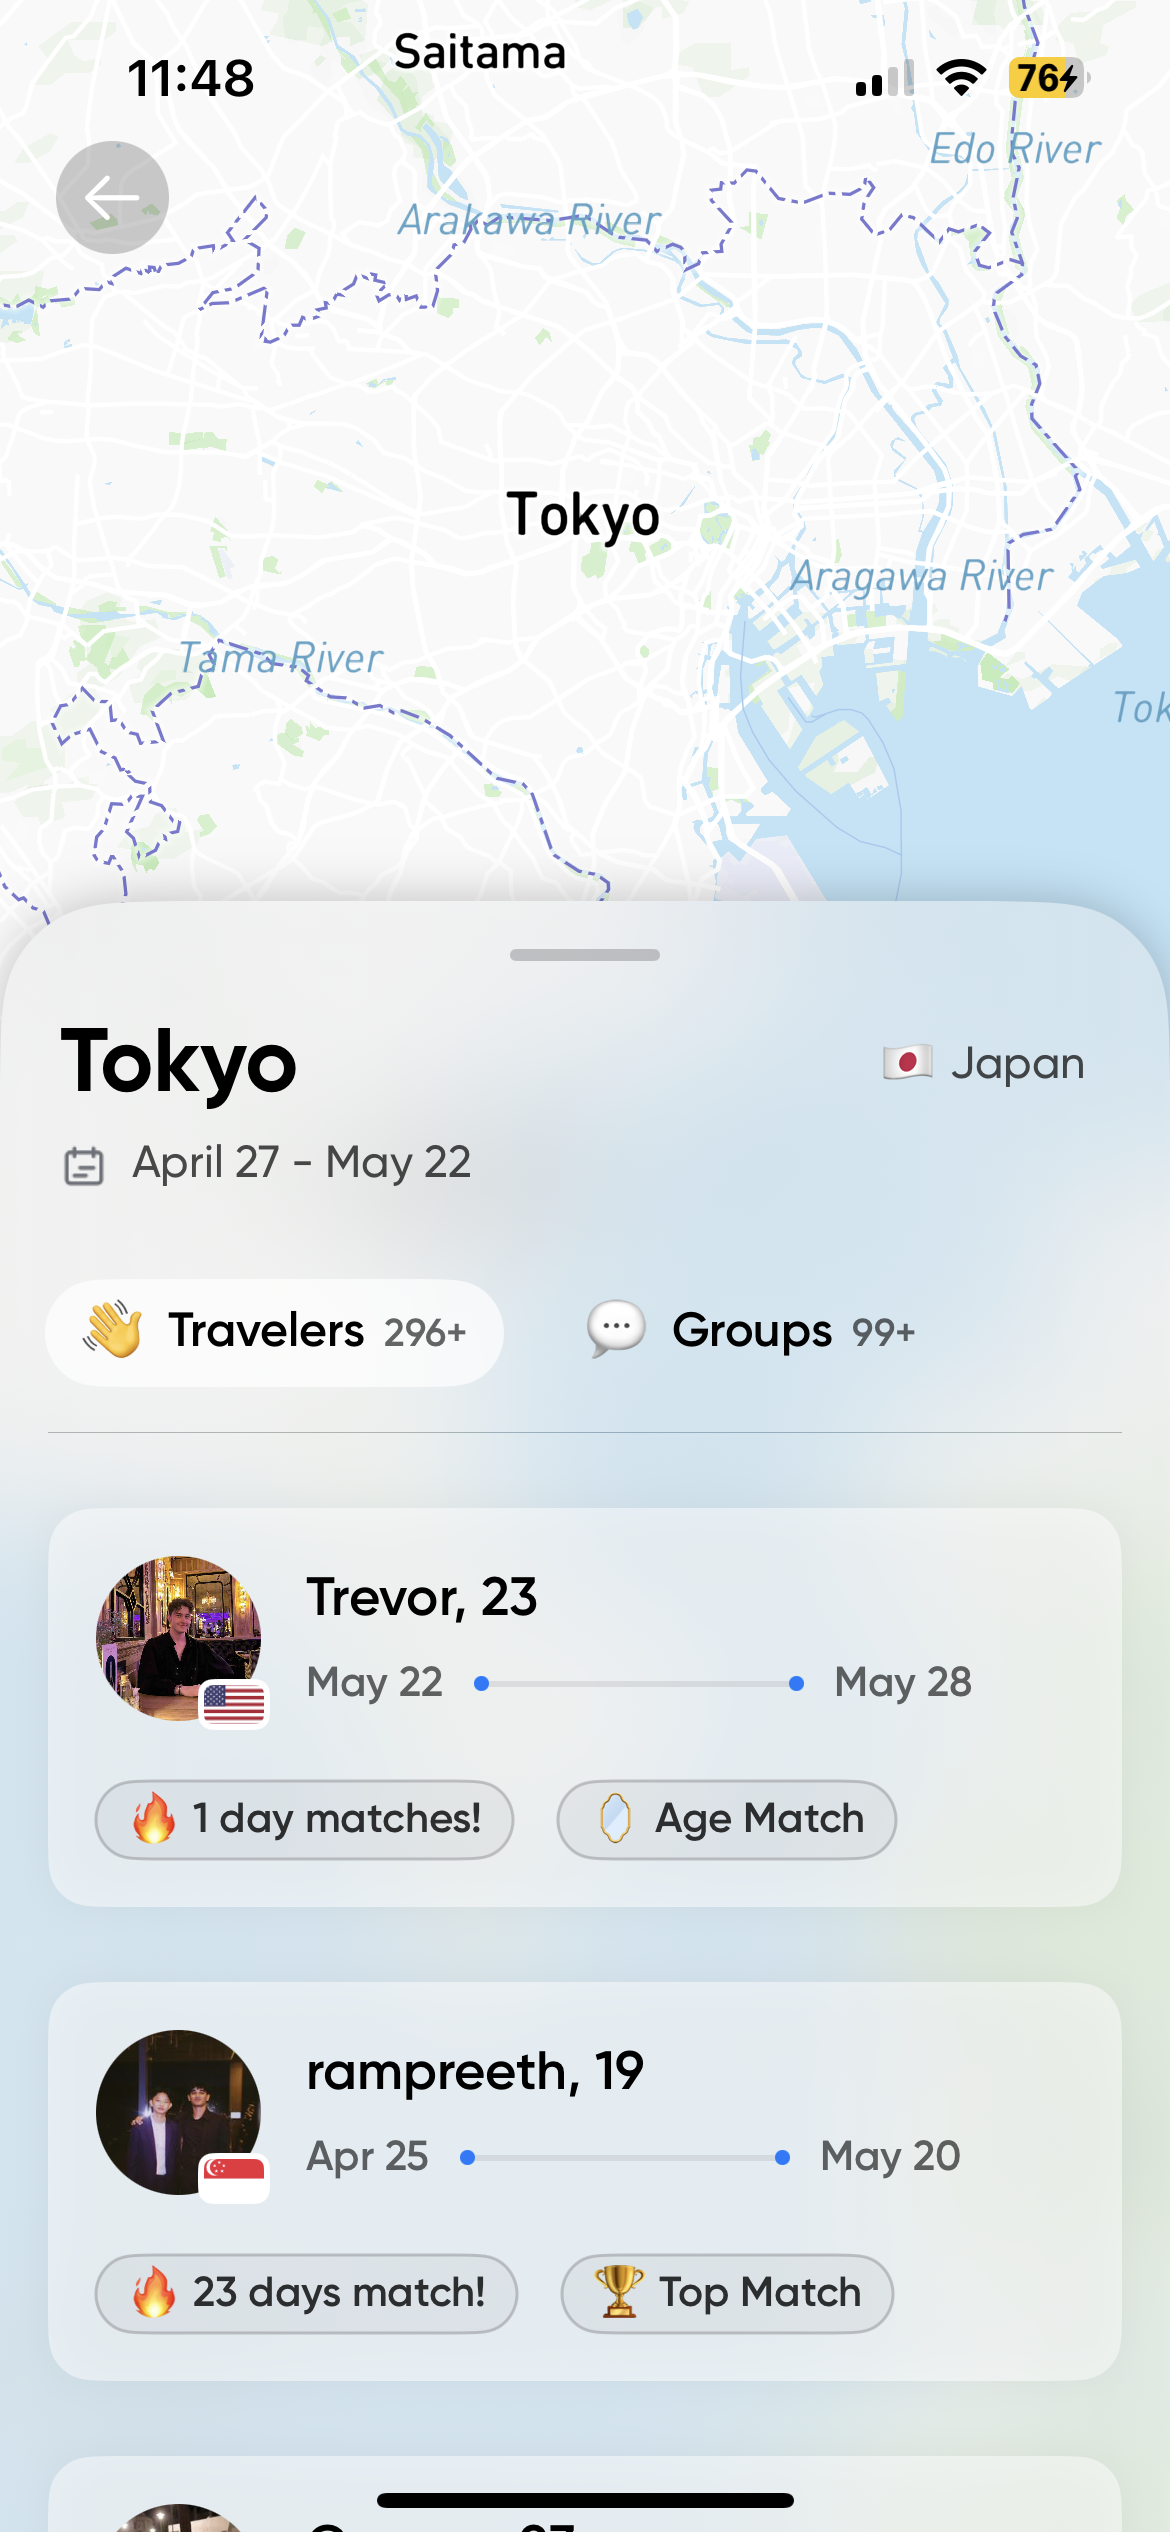 Saitama
11:48
76
Edo River
Arakawa River
Tokyo
Aragawa River
Tama River
Tok
Tokyo
🇯🇵 Japan
April 27 - May 22
👋 Travelers 296+
💬 Groups 99+
Trevor, 23
May 22 May 28
🔥 1 day matches!
🪞 Age Match
rampreeth, 19
Apr 25 May 20
🔥 23 days match!
🏆 Top Match